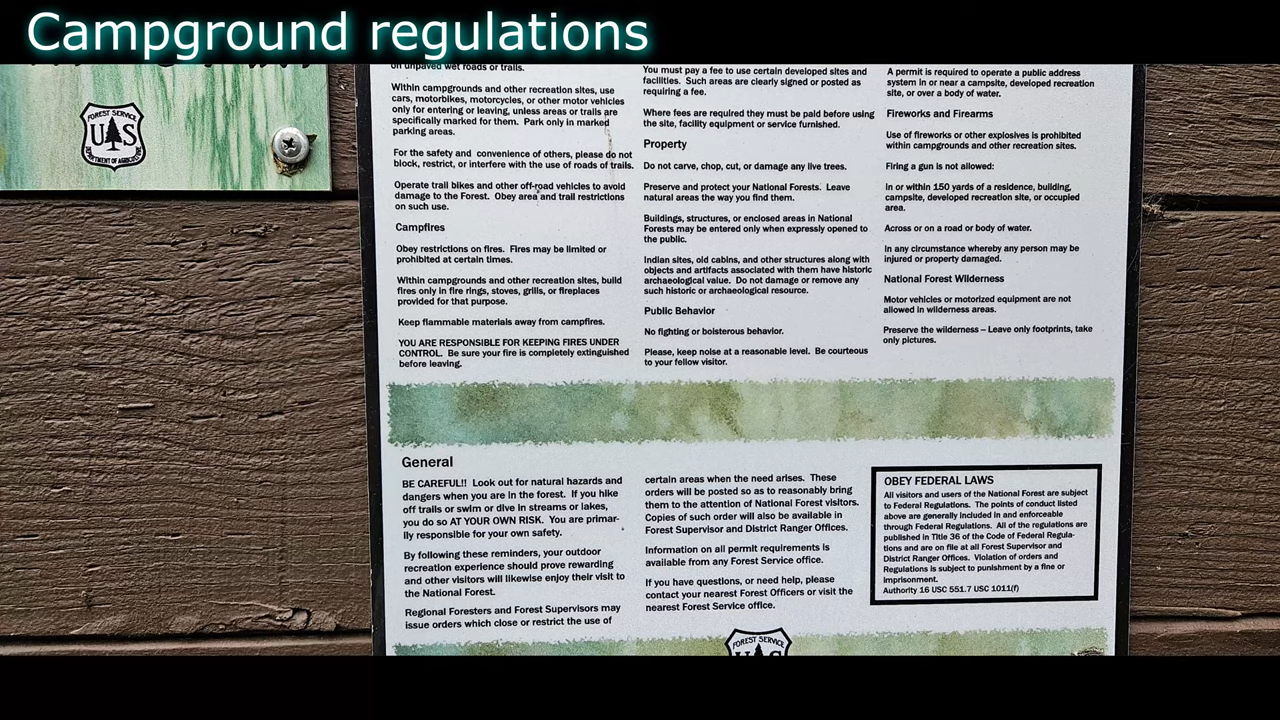 Campground regulations
FOREST SERVICE
US
DEPARTMENT OF AGRICULTURE
on unpaved wet roads or trails.
Within campgrounds and other recreation sites, use
cars, motorbikes, motorcycles, or other motor vehicles
only for entering or leaving, unless areas or trails are
specifically marked for them.  Park only in marked
parking areas.
For the safety and  convenience of others, please do not
block, restrict, or interfere with the use of roads of trails.
Operate trail bikes and other off-road vehicles to avoid
damage to the Forest.  Obey area and trail restrictions
on such use.
Campfires
Obey restrictions on fires.  Fires may be limited or
prohibited at certain times.
Within campgrounds and other recreation sites, build
fires only in fire rings, stoves, grills, or fireplaces
provided for that purpose.
Keep flammable materials away from campfires.
YOU ARE RESPONSIBLE FOR KEEPING FIRES UNDER
CONTROL.  Be sure your fire is completely extinguished
before leaving.
You must pay a fee to use certain developed sites and
facilities.  Such areas are clearly signed or posted as
requiring a fee.
Where fees are required they must be paid before using
the site, facility equipment or service furnished.
Property
Do not carve, chop, cut, or damage any live trees.
Preserve and protect your National Forests.  Leave
natural areas the way you find them.
Buildings, structures, or enclosed areas in National
Forests may be entered only when expressly opened to
the public.
Indian sites, old cabins, and other structures along with
objects and artifacts associated with them have historic
archaeological value.  Do not damage or remove any
such historic or archaeological resource.
Public Behavior
No fighting or boisterous behavior.
Please, keep noise at a reasonable level.  Be courteous
to your fellow visitor.
A permit is required to operate a public address
system in or near a campsite, developed recreation
site, or over a body of water.
Fireworks and Firearms
Use of fireworks or other explosives is prohibited
within campgrounds and other recreation sites.
Firing a gun is not allowed:
In or within 150 yards of a residence, building,
campsite, developed recreation site, or occupied
area.
Across or on a road or body of water.
In any circumstance whereby any person may be
injured or property damaged.
National Forest Wilderness
Motor vehicles or motorized equipment are not
allowed in wilderness areas.
Preserve the wilderness – Leave only footprints, take
only pictures.
General
BE CAREFUL!!  Look out for natural hazards and
dangers when you are in the forest.  If you hike
off trails or swim or dive in streams or lakes,
you do so AT YOUR OWN RISK.  You are primar-
ily responsible for your own safety.
By following these reminders, your outdoor
recreation experience should prove rewarding
and other visitors will likewise enjoy their visit to
the National Forest.
Regional Foresters and Forest Supervisors may
issue orders which close or restrict the use of
certain areas when the need arises.  These
orders will be posted so as to reasonably bring
them to the attention of National Forest visitors.
Copies of such order will also be available in
Forest Supervisor and District Ranger Offices.
Information on all permit requirements is
available from any Forest Service office.
If you have questions, or need help, please
contact your nearest Forest Officers or visit the
nearest Forest Service office.
OBEY FEDERAL LAWS
All visitors and users of the National Forest are subject
to Federal Regulations.  The points of conduct listed
above are generally included in and enforceable
through Federal Regulations.  All of the regulations are
published in Title 36 of the Code of Federal Regula-
tions and are on file at all Forest Supervisor and
District Ranger Offices.  Violation of orders and
Regulations is subject to punishment by a fine or
imprisonment.
Authority 16 USC 551.7 USC 1011(f)
FOREST SERVICE
US